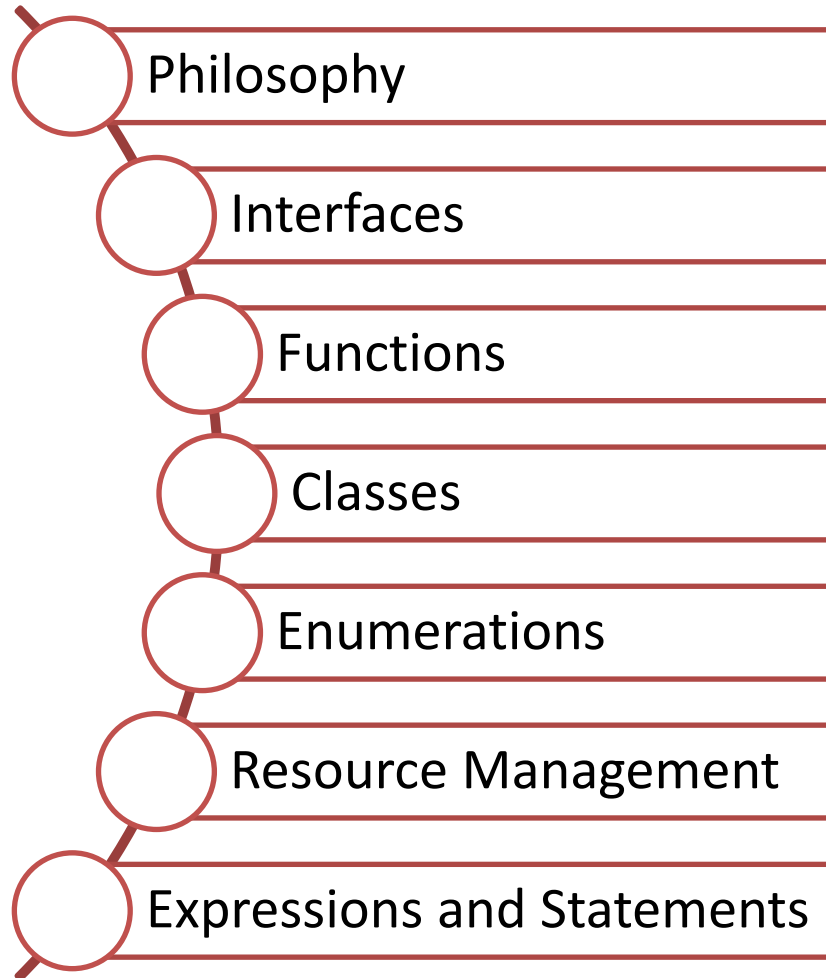 Philosophy
Interfaces
Functions
Classes
Enumerations
Resource Management
Expressions and Statements